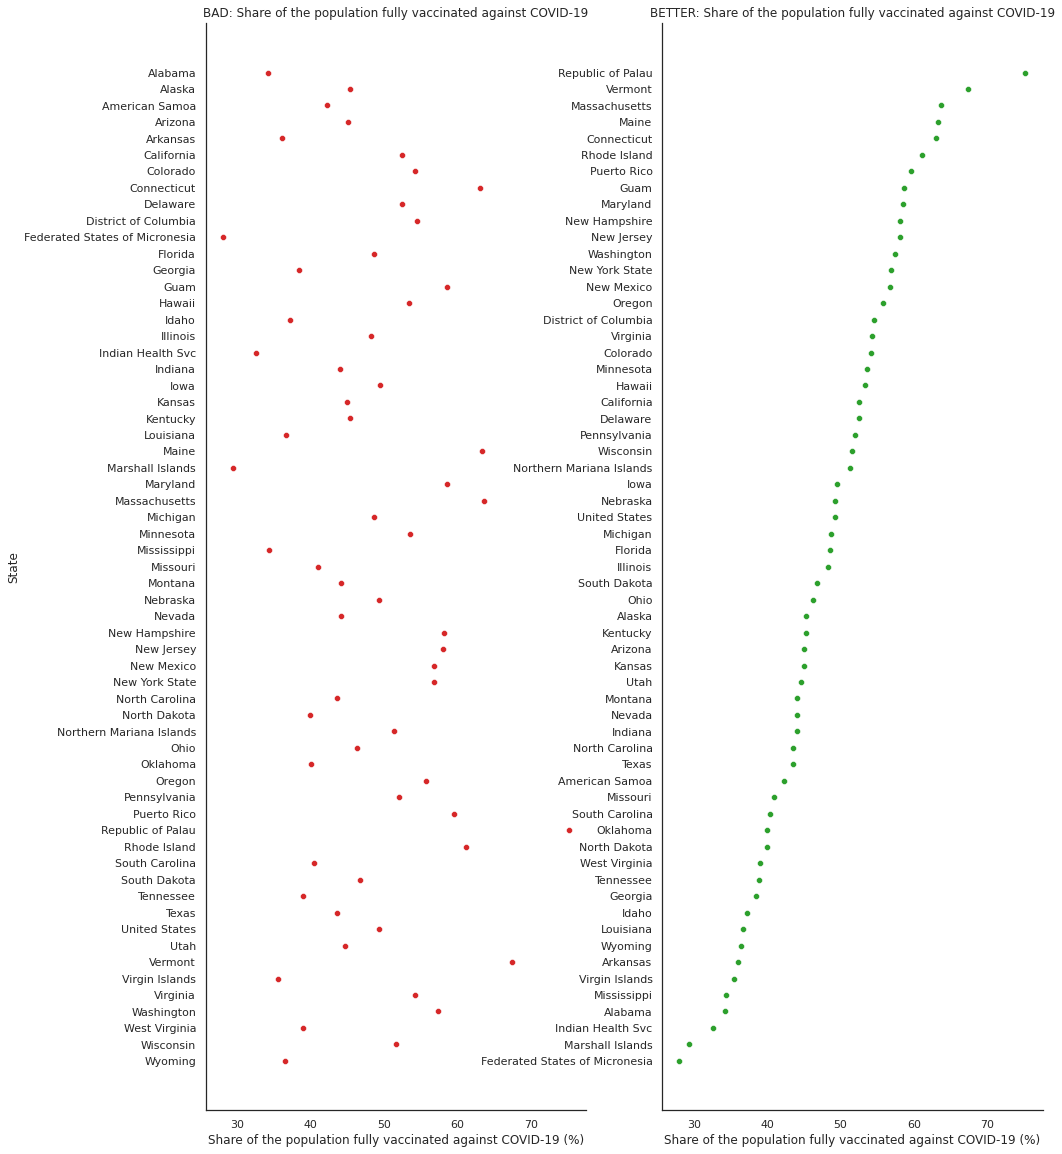 BAD: Share of the population fully vaccinated against COVID-19
State
Alabama
Alaska
American Samoa
Arizona
Arkansas
California
Colorado
Connecticut
Delaware
District of Columbia
Federated States of Micronesia
Florida
Georgia
Guam
Hawaii
Idaho
Illinois
Indian Health Svc
Indiana
Iowa
Kansas
Kentucky
Louisiana
Maine
Marshall Islands
Maryland
Massachusetts
Michigan
Minnesota
Mississippi
Missouri
Montana
Nebraska
Nevada
New Hampshire
New Jersey
New Mexico
New York State
North Carolina
North Dakota
Northern Mariana Islands
Ohio
Oklahoma
Oregon
Pennsylvania
Puerto Rico
Republic of Palau
Rhode Island
South Carolina
South Dakota
Tennessee
Texas
United States
Utah
Vermont
Virgin Islands
Virginia
Washington
West Virginia
Wisconsin
Wyoming
30 40 50 60 70
Share of the population fully vaccinated against COVID-19 (%)
BETTER: Share of the population fully vaccinated against COVID-19
Republic of Palau
Vermont
Massachusetts
Maine
Connecticut
Rhode Island
Puerto Rico
Guam
Maryland
New Hampshire
New Jersey
Washington
New York State
New Mexico
Oregon
District of Columbia
Virginia
Colorado
Minnesota
Hawaii
California
Delaware
Pennsylvania
Wisconsin
Northern Mariana Islands
Iowa
Nebraska
United States
Michigan
Florida
Illinois
South Dakota
Ohio
Alaska
Kentucky
Arizona
Kansas
Utah
Montana
Nevada
Indiana
North Carolina
Texas
American Samoa
Missouri
South Carolina
Oklahoma
North Dakota
West Virginia
Tennessee
Georgia
Idaho
Louisiana
Wyoming
Arkansas
Virgin Islands
Mississippi
Alabama
Indian Health Svc
Marshall Islands
Federated States of Micronesia
30 40 50 60 70
Share of the population fully vaccinated against COVID-19 (%)